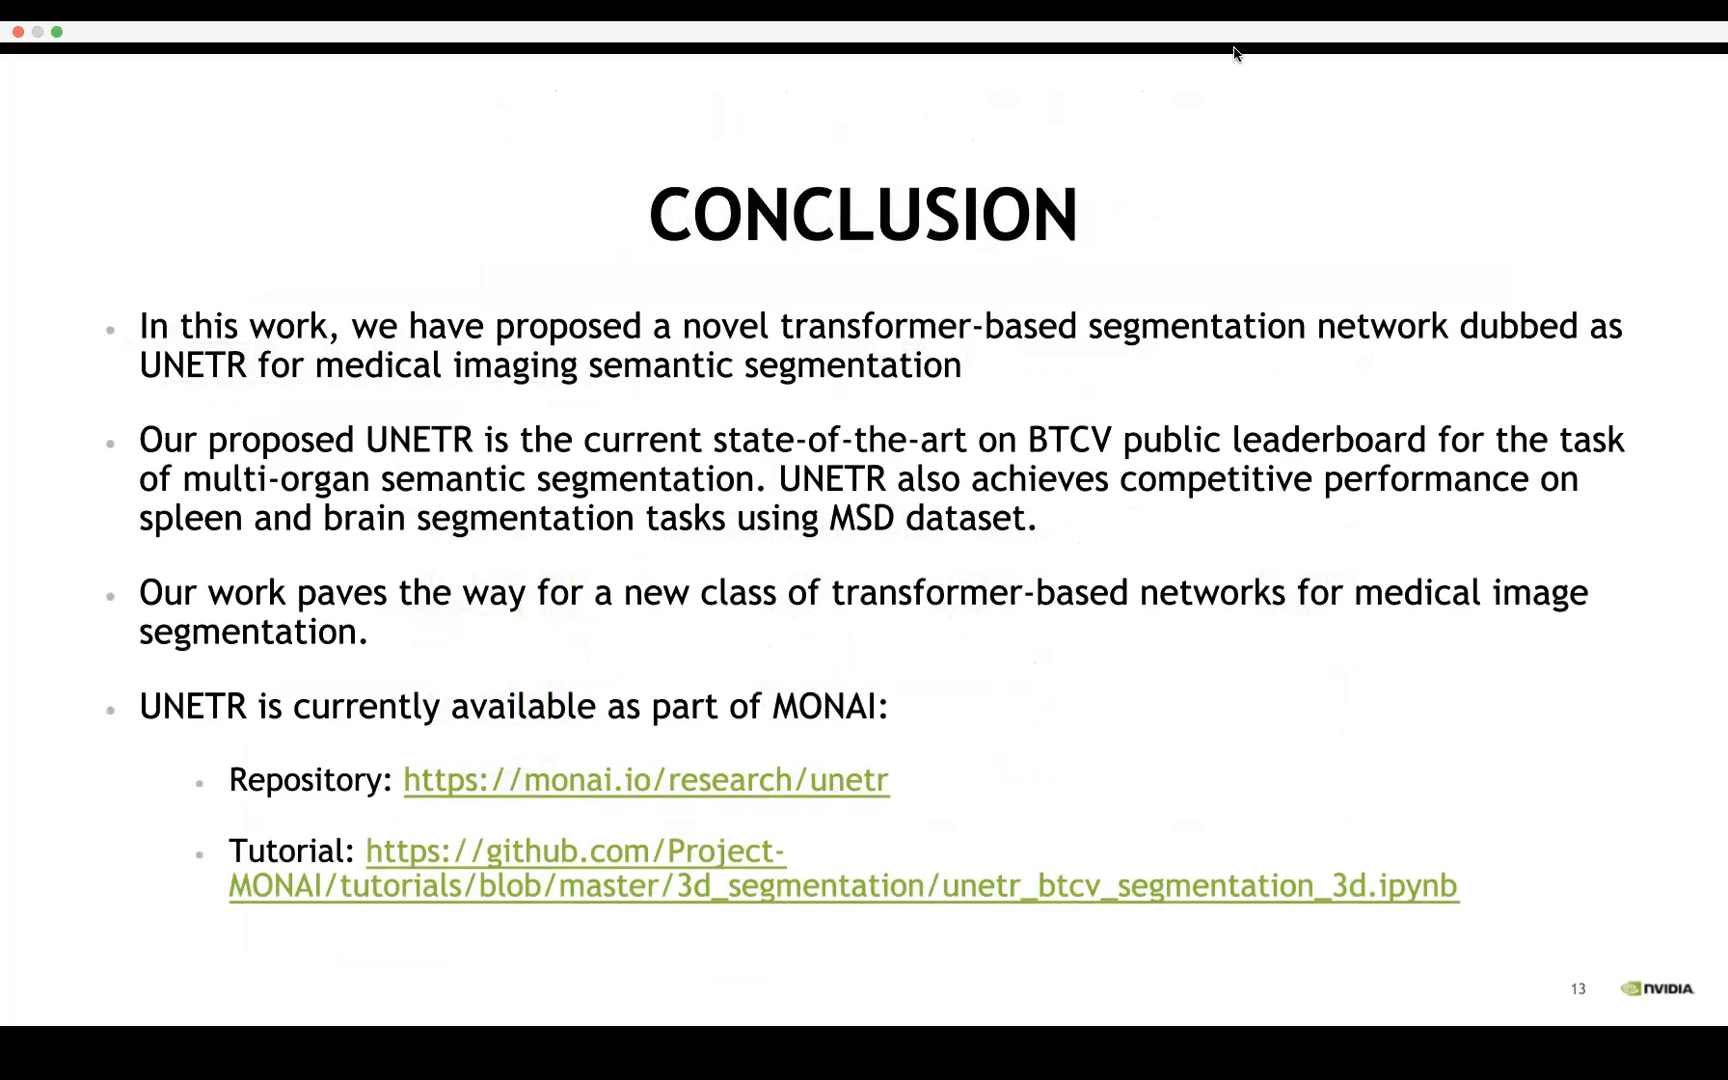 CONCLUSION
In this work, we have proposed a novel transformer-based segmentation network dubbed as
UNETR for medical imaging semantic segmentation
Our proposed UNETR is the current state-of-the-art on BTCV public leaderboard for the task
of multi-organ semantic segmentation. UNETR also achieves competitive performance on
spleen and brain segmentation tasks using MSD dataset.
Our work paves the way for a new class of transformer-based networks for medical image
segmentation.
UNETR is currently available as part of MONAI:
Repository: https://monai.io/research/unetr
Tutorial: https://github.com/Project-
MONAI/tutorials/blob/master/3d_segmentation/unetr_btcv_segmentation_3d.ipynb
13 NVIDIA